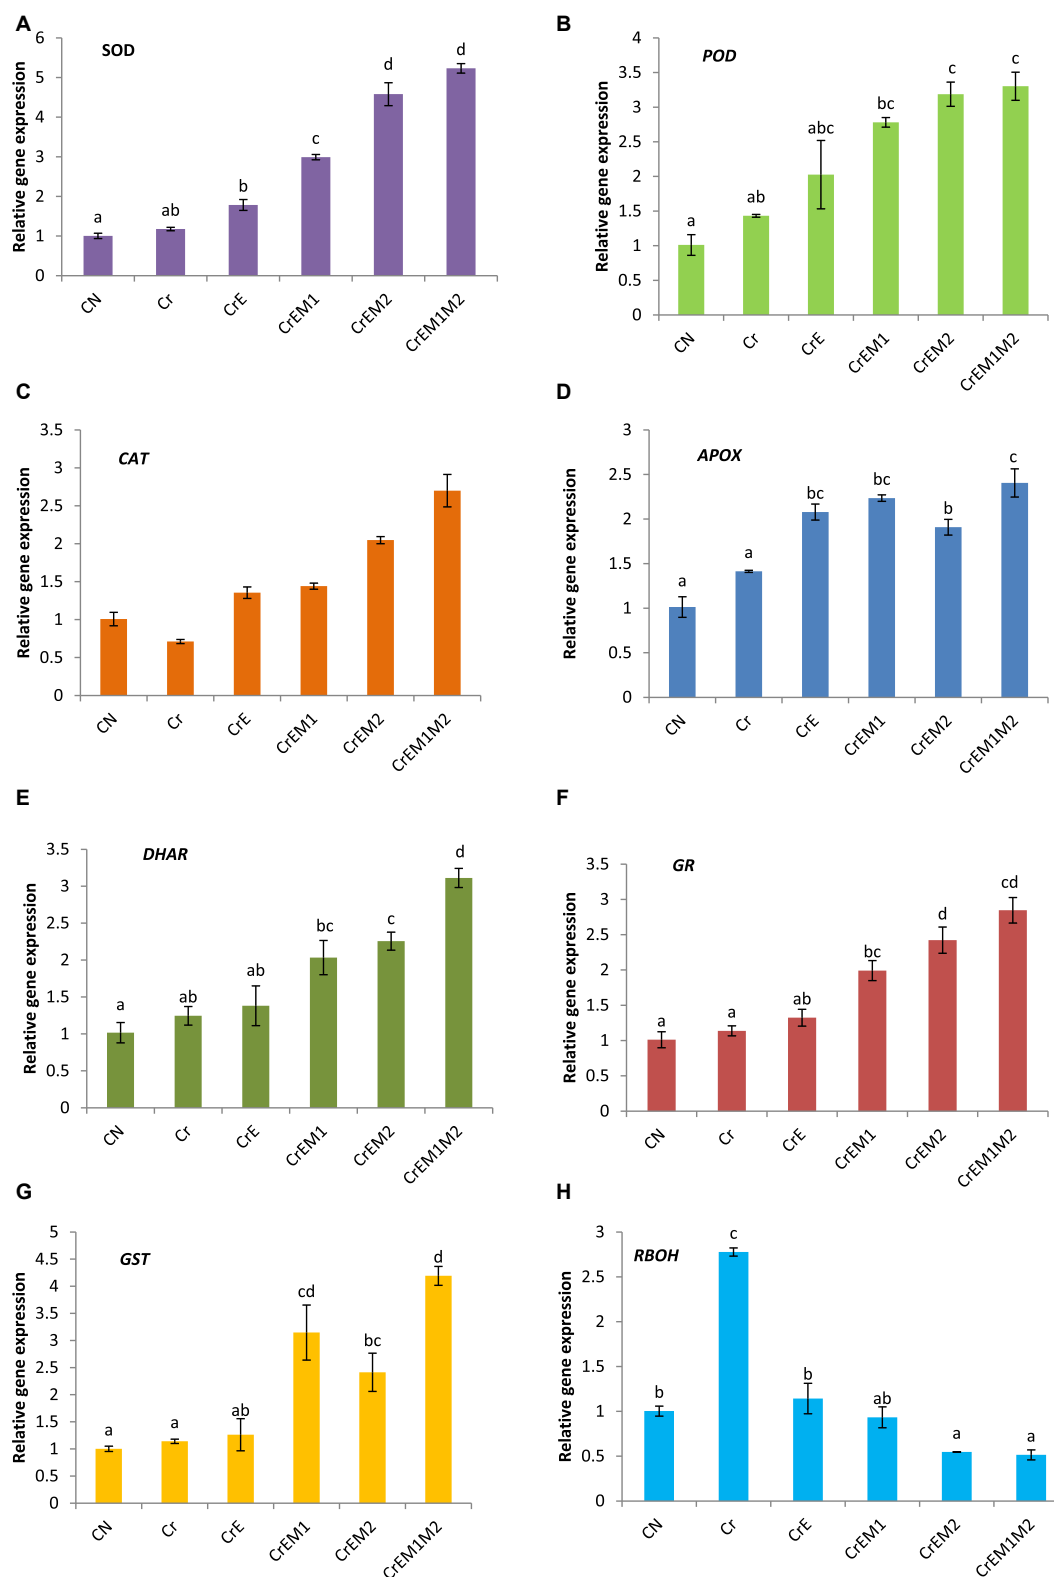 A
SOD
Relative gene expression
6
5
4
3
2
1
0
a
ab
b
c
d
d
CN
Cr
CrE
CrEM1
CrEM2
CrEM1M2
B
POD
Relative gene expression
4
3.5
3
2.5
2
1.5
1
0.5
0
a
ab
abc
bc
c
c
CN
Cr
CrE
CrEM1
CrEM2
CrEM1M2
C
CAT
Relative gene expression
3.5
3
2.5
2
1.5
1
0.5
0
CN
Cr
CrE
CrEM1
CrEM2
CrEM1M2
D
APOX
Relative gene expression
3
2.5
2
1.5
1
0.5
0
a
a
bc
bc
b
c
CN
Cr
CrE
CrEM1
CrEM2
CrEM1M2
E
DHAR
Relative gene expression
3.5
3
2.5
2
1.5
1
0.5
0
a
ab
ab
bc
c
d
CN
Cr
CrE
CrEM1
CrEM2
CrEM1M2
F
GR
Relative gene expression
3.5
3
2.5
2
1.5
1
0.5
0
a
a
ab
bc
d
cd
CN
Cr
CrE
CrEM1
CrEM2
CrEM1M2
G
GST
Relative gene expression
5
4.5
4
3.5
3
2.5
2
1.5
1
0.5
0
a
a
ab
cd
bc
d
CN
Cr
CrE
CrEM1
CrEM2
CrEM1M2
H
RBOH
Relative gene expression
3
2.5
2
1.5
1
0.5
0
b
c
b
ab
a
a
CN
Cr
CrE
CrEM1
CrEM2
CrEM1M2